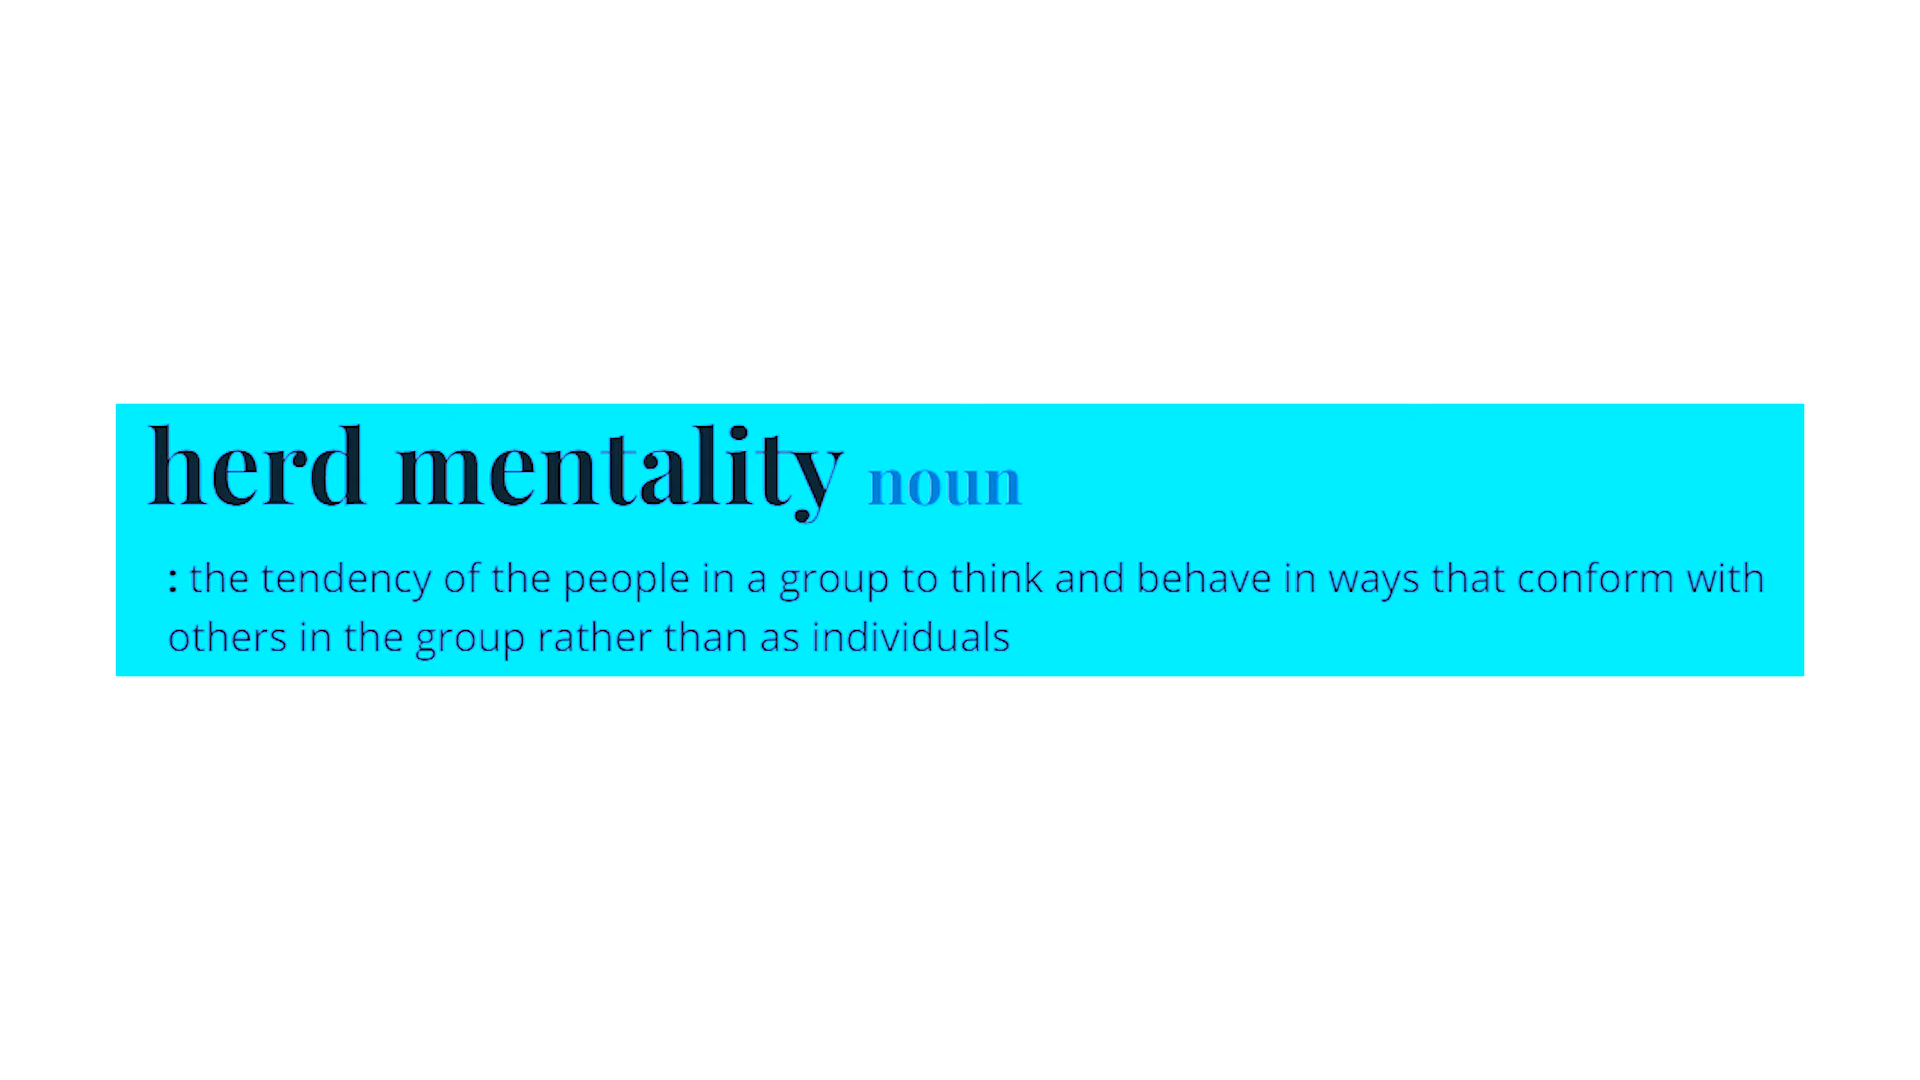 herd mentality noun
: the tendency of the people in a group to think and behave in ways that conform with
others in the group rather than as individuals